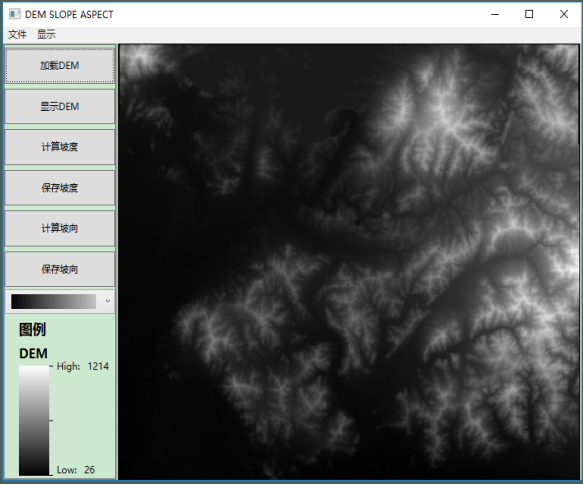 DEM SLOPE ASPECT
文件 显示
加载DEM
显示DEM
计算坡度
保存坡度
计算坡向
保存坡向
图例
DEM
High: 1214
Low: 26